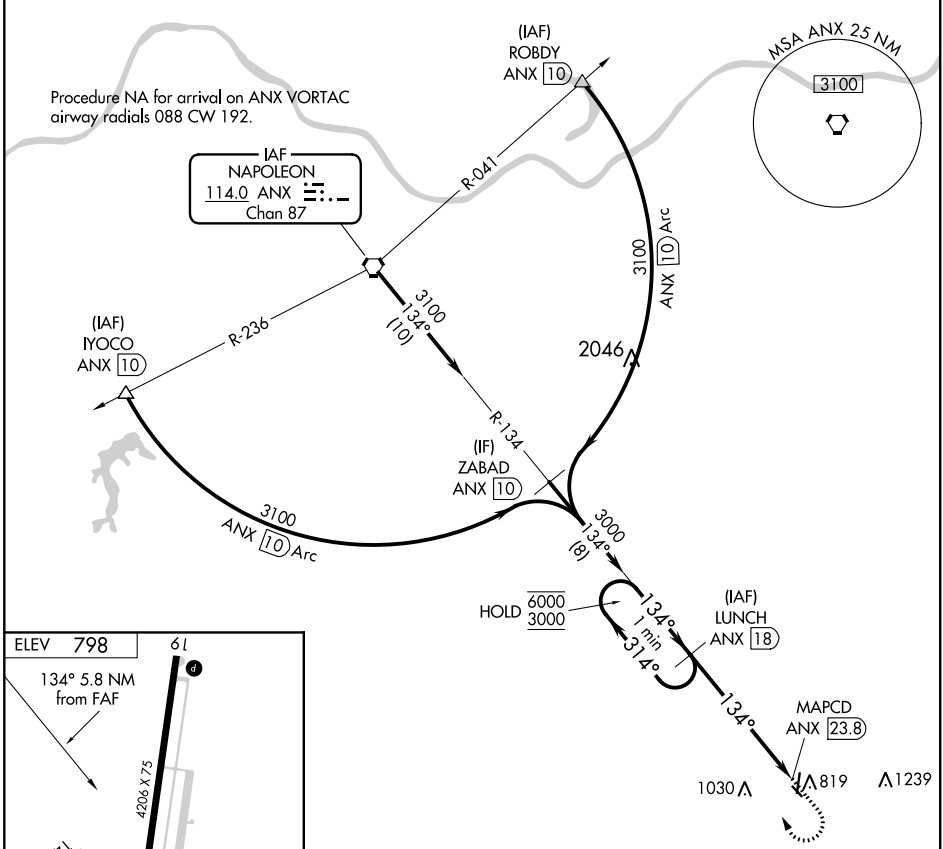 (IAF)
ROBDY
ANX 10
MSA ANX 25 NM
3100
Procedure NA for arrival on ANX VORTAC
airway radials 088 CW 192.
IAF
NAPOLEON
114.0 ANX
Chan 87
R-041
3100
ANX 10 Arc
R-236
(IAF)
IYOCO
ANX 10
3100
134°
(10)
2046
R-134
(IF)
ZABAD
ANX 10
3100
ANX 10 Arc
3000
134°
(8)
HOLD 6000
3000
134°
1 min
314°
(IAF)
LUNCH
ANX 18
134°
MAPCD
ANX 23.8
1030
819
1239
ELEV 798
19
P
134° 5.8 NM
from FAF
4206 X 75